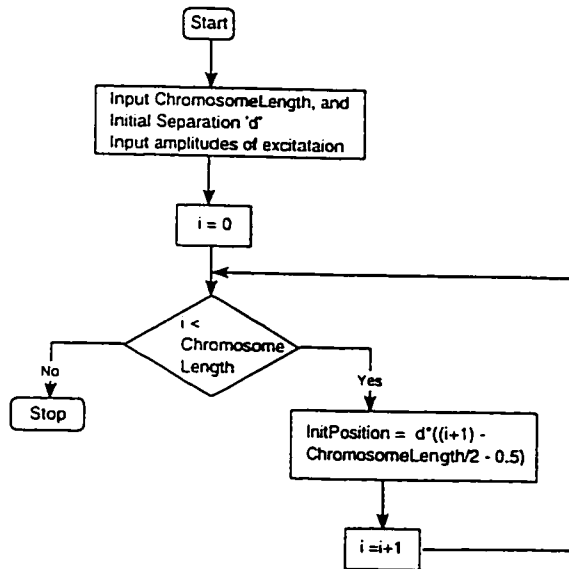 Start
Input ChromosomeLength, and
Initial Separation "d"
Input amplitudes of excitataion
i = 0
i <
Chromosome
Length
No
Yes
Stop
InitPosition = d*((i+1) -
ChromosomeLength/2 - 0.5)
i =i+1